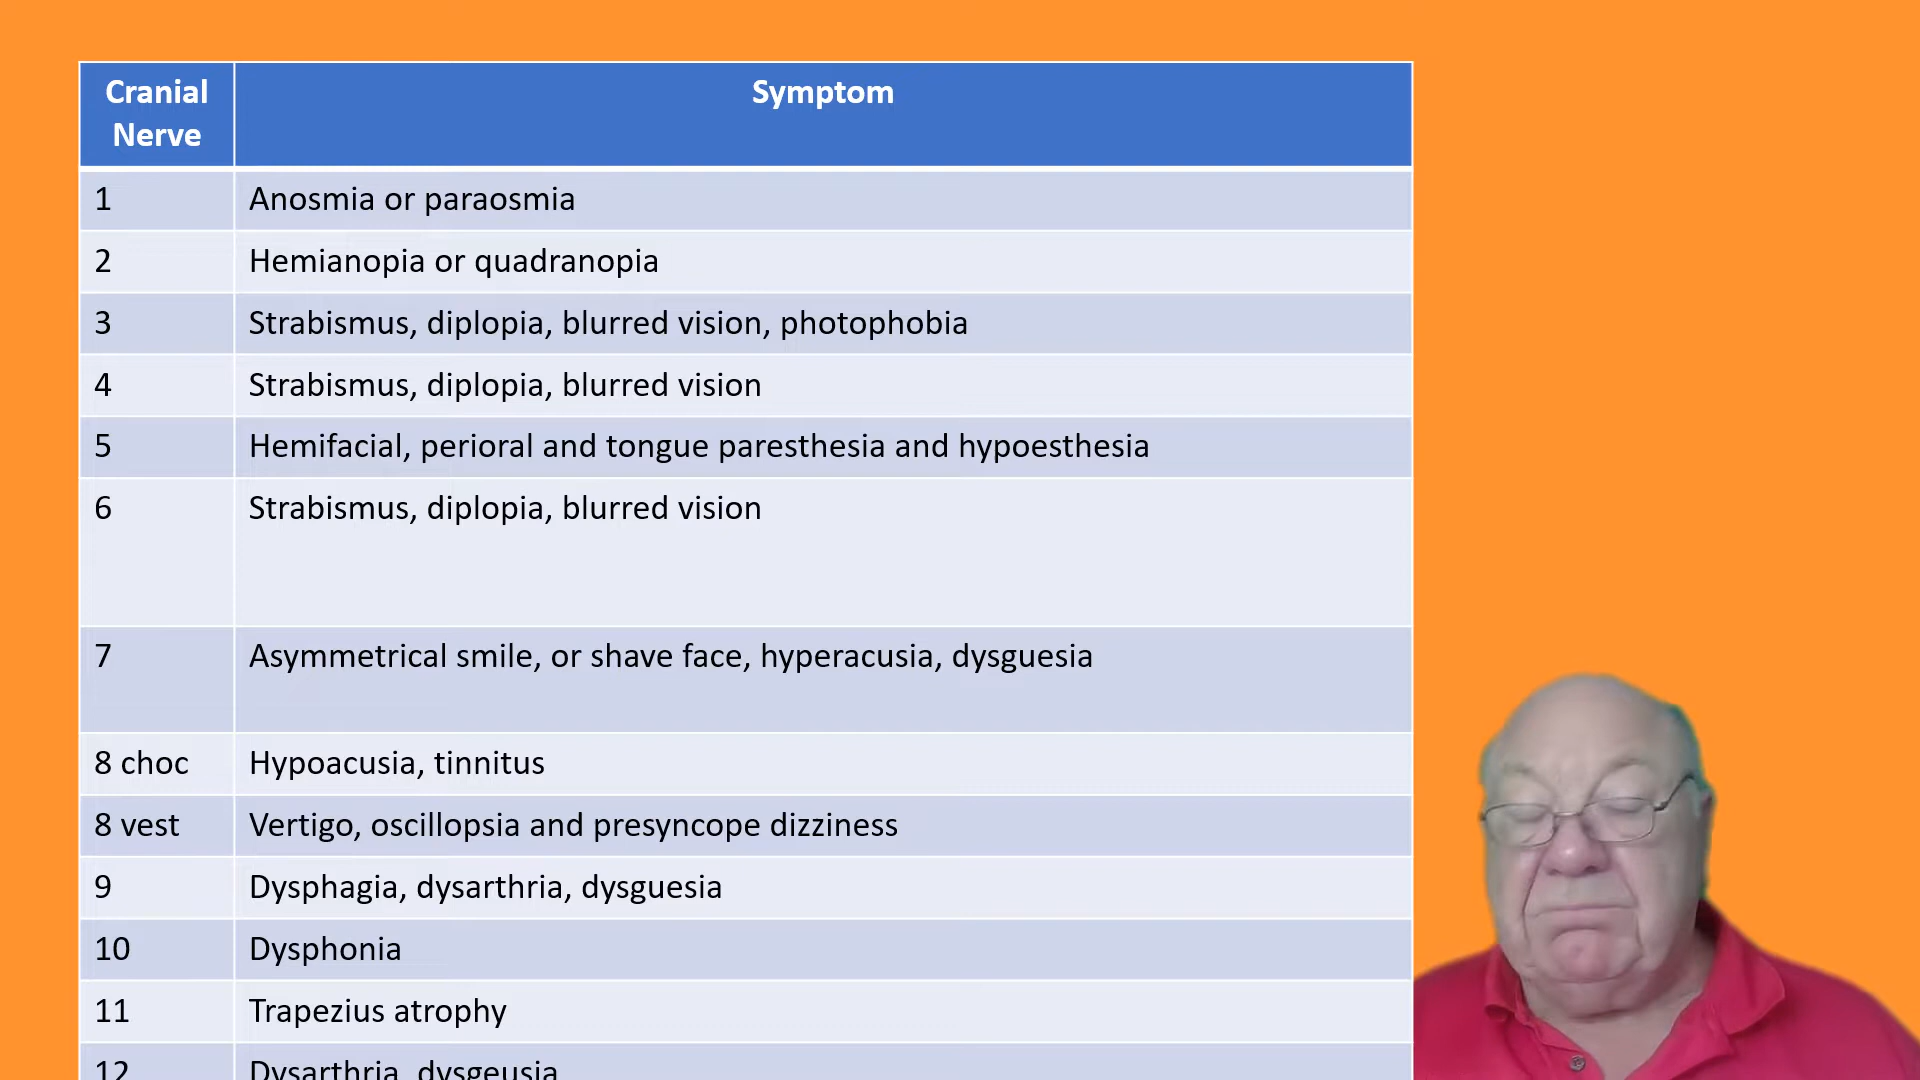 Cranial
Nerve
Symptom
1
Anosmia or paraosmia
2
Hemianopia or quadranopia
3
Strabismus, diplopia, blurred vision, photophobia
4
Strabismus, diplopia, blurred vision
5
Hemifacial, perioral and tongue paresthesia and hypoesthesia
6
Strabismus, diplopia, blurred vision
7
Asymmetrical smile, or shave face, hyperacusia, dysguesia
8 choc
Hypoacusia, tinnitus
8 vest
Vertigo, oscillopsia and presyncope dizziness
9
Dysphagia, dysarthria, dysguesia
10
Dysphonia
11
Trapezius atrophy
12
Dysarthria, dysgeusia